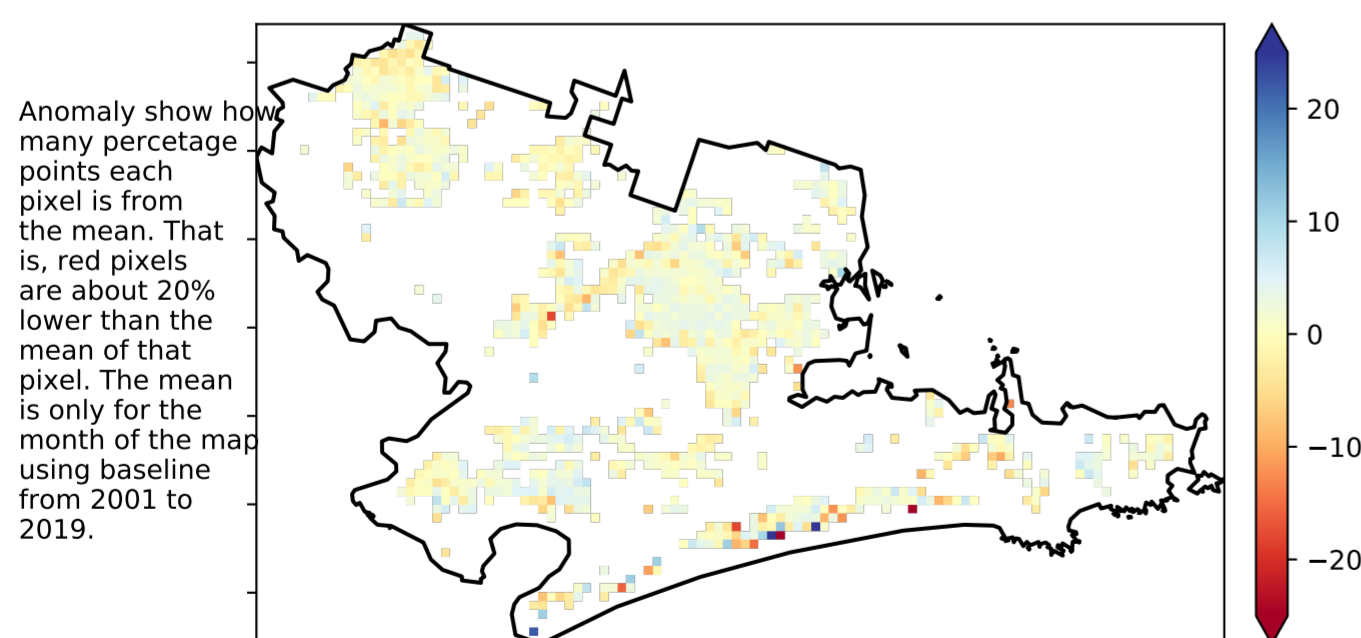 Anomaly show how
many percetage
points each
pixel is from
the mean. That
is, red pixels
are about 20%
lower than the
mean of that
pixel. The mean
is only for the
month of the map
using baseline
from 2001 to
2019.
20
10
0
−10
−20